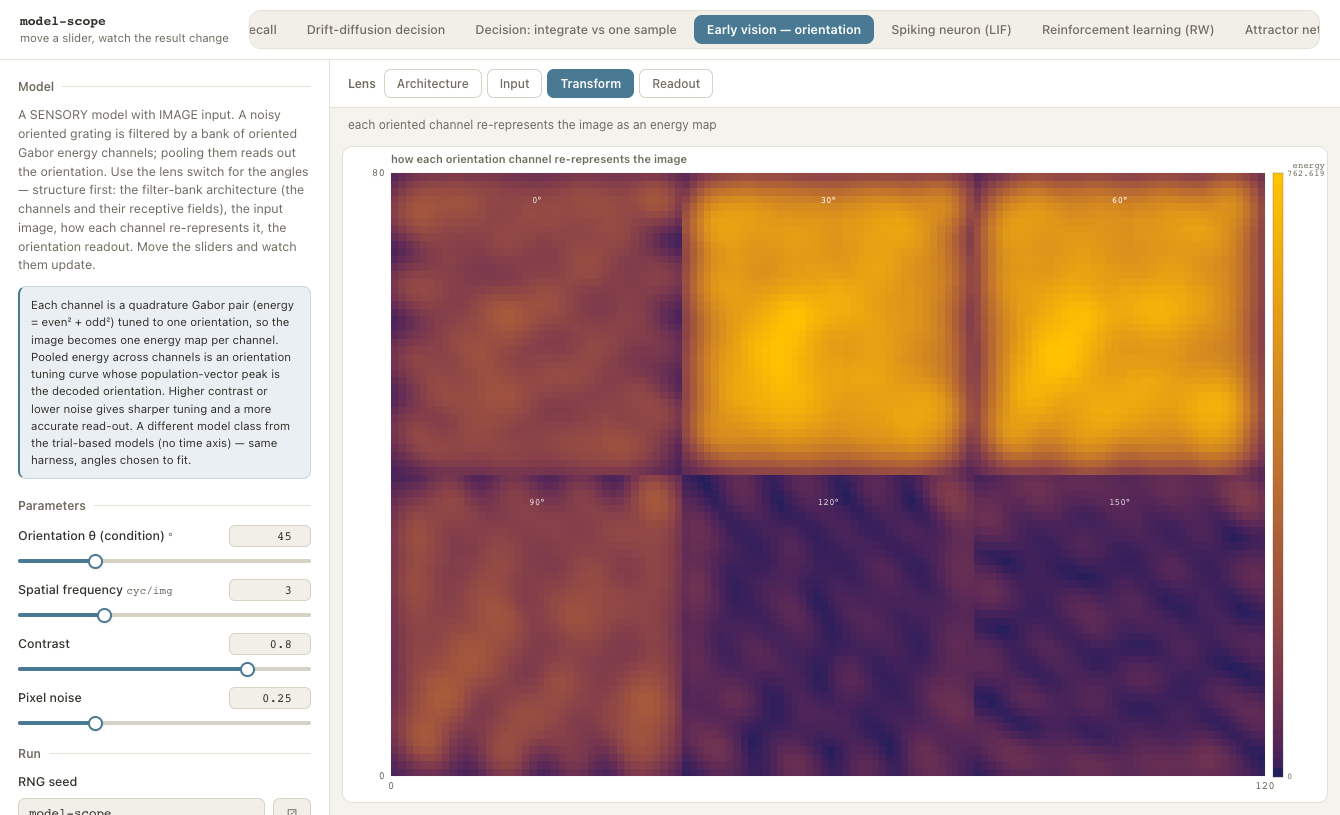 model-scope
move a slider, watch the result change
ecall
Drift-diffusion decision
Decision: integrate vs one sample
Early vision — orientation
Spiking neuron (LIF)
Reinforcement learning (RW)
Attractor net
Model
A SENSORY model with IMAGE input. A noisy
oriented grating is filtered by a bank of oriented
Gabor energy channels; pooling them reads out
the orientation. Use the lens switch for the angles
— structure first: the filter-bank architecture (the
channels and their receptive fields), the input
image, how each channel re-represents it, the
orientation readout. Move the sliders and watch
them update.
Each channel is a quadrature Gabor pair (energy
= even² + odd²) tuned to one orientation, so the
image becomes one energy map per channel.
Pooled energy across channels is an orientation
tuning curve whose population-vector peak is
the decoded orientation. Higher contrast or
lower noise gives sharper tuning and a more
accurate read-out. A different model class from
the trial-based models (no time axis) — same
harness, angles chosen to fit.
Parameters
Orientation θ (condition) ° 45
Spatial frequency cyc/img 3
Contrast 0.8
Pixel noise 0.25
Run
RNG seed
model-scope
Lens Architecture Input Transform Readout
each oriented channel re-represents the image as an energy map
how each orientation channel re-represents the image
energy
80
762.619
0° 30° 60°
90° 120° 150°
0
0
0 120